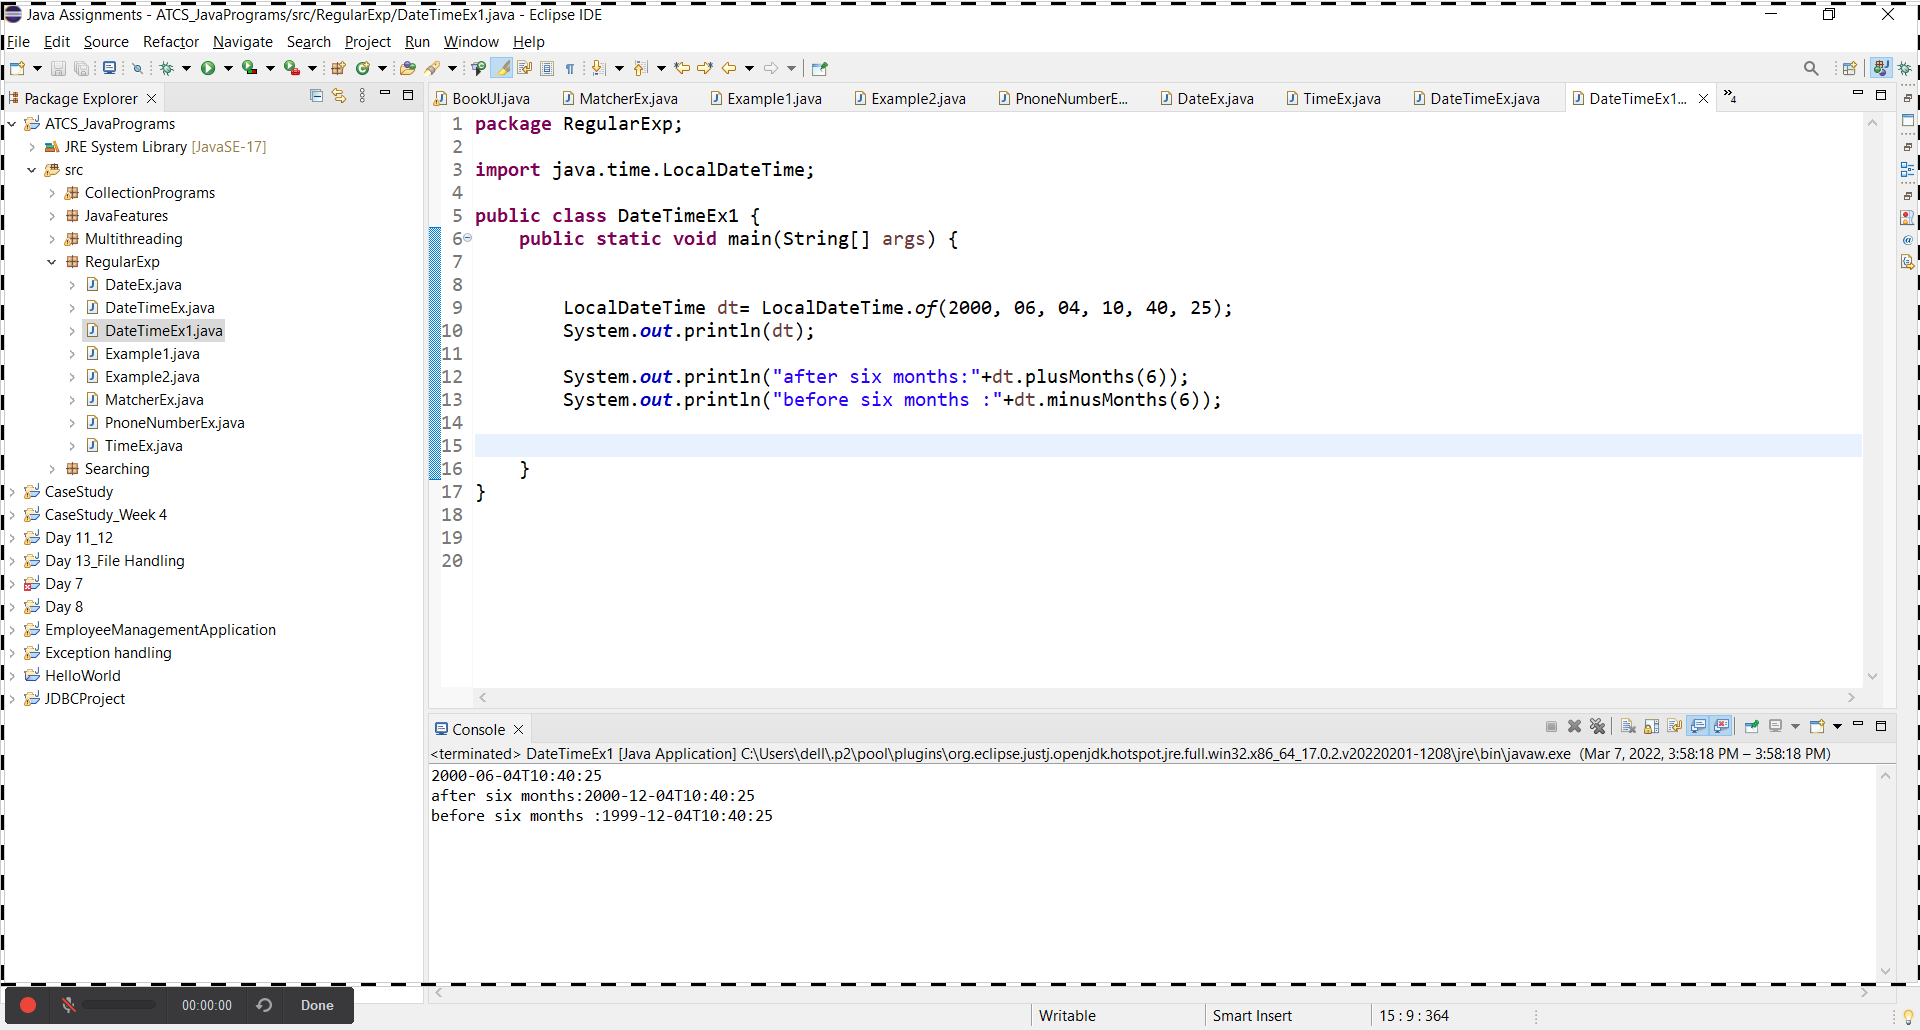 Java Assignments - ATCS_JavaPrograms/src/RegularExp/DateTimeEx1.java - Eclipse IDE
File Edit Source Refactor Navigate Search Project Run Window Help
Package Explorer
ATCS_JavaPrograms
JRE System Library [JavaSE-17]
src
CollectionPrograms
JavaFeatures
Multithreading
RegularExp
DateEx.java
DateTimeEx.java
DateTimeEx1.java
Example1.java
Example2.java
MatcherEx.java
PnoneNumberEx.java
TimeEx.java
Searching
CaseStudy
CaseStudy_Week 4
Day 11_12
Day 13_File Handling
Day 7
Day 8
EmployeeManagementApplication
Exception handling
HelloWorld
JDBCProject
BookUI.java MatcherEx.java Example1.java Example2.java PnoneNumberE... DateEx.java TimeEx.java DateTimeEx.java DateTimeEx1... »4
1 package RegularExp;
2
3 import java.time.LocalDateTime;
4
5 public class DateTimeEx1 {
6 public static void main(String[] args) {
7
8
9 LocalDateTime dt= LocalDateTime.of(2000, 06, 04, 10, 40, 25);
10 System.out.println(dt);
11
12 System.out.println("after six months:"+dt.plusMonths(6));
13 System.out.println("before six months :"+dt.minusMonths(6));
14
15
16 }
17 }
18
19
20
Console
<terminated> DateTimeEx1 [Java Application] C:\Users\dell\.p2\pool\plugins\org.eclipse.justj.openjdk.hotspot.jre.full.win32.x86_64_17.0.2.v20220201-1208\jre\bin\javaw.exe (Mar 7, 2022, 3:58:18 PM – 3:58:18 PM)
2000-06-04T10:40:25
after six months:2000-12-04T10:40:25
before six months :1999-12-04T10:40:25
00:00:00 Done
Writable Smart Insert 15 : 9 : 364